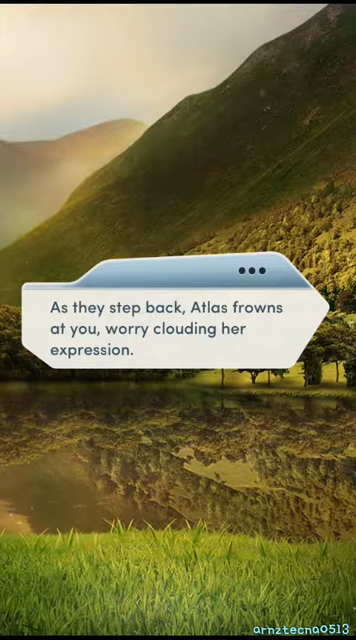 As they step back, Atlas frowns
at you, worry clouding her
expression.
arnztecna0513